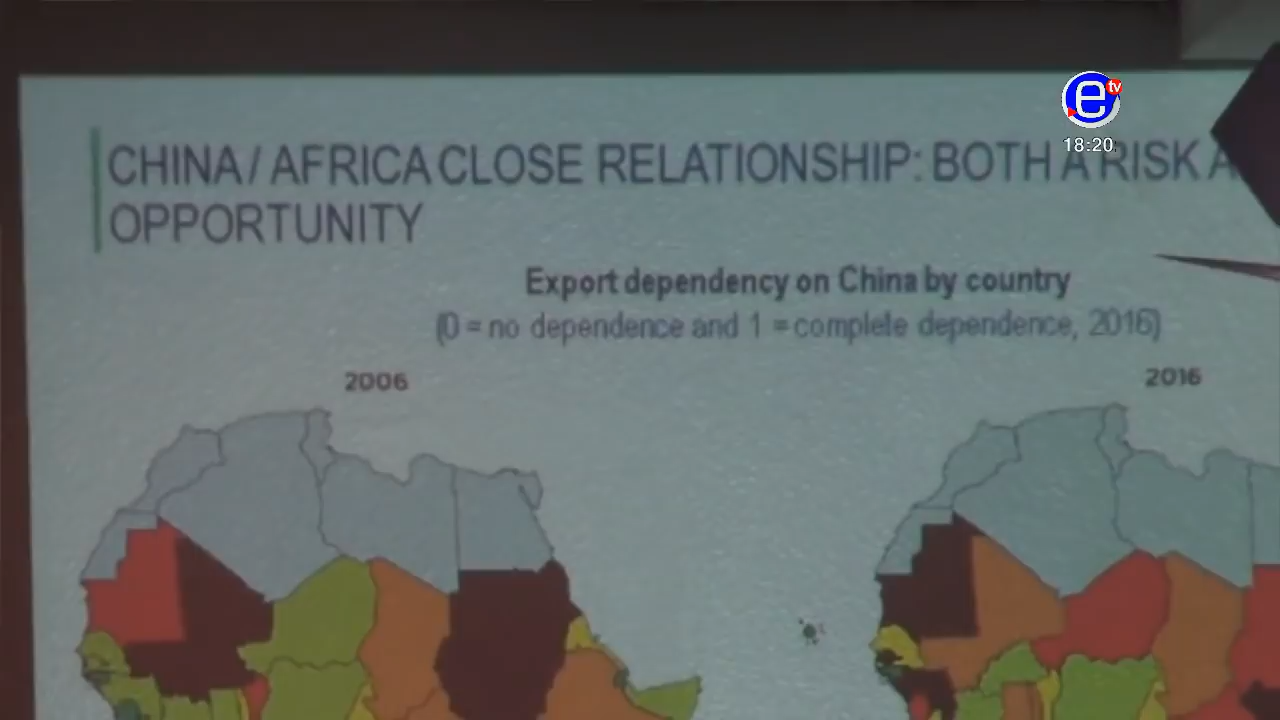 e tv
18:20
CHINA / AFRICA CLOSE RELATIONSHIP: BOTH A RISK A
OPPORTUNITY
Export dependency on China by country
(0 = no dependence and 1 = complete dependence, 2016)
2006
2016